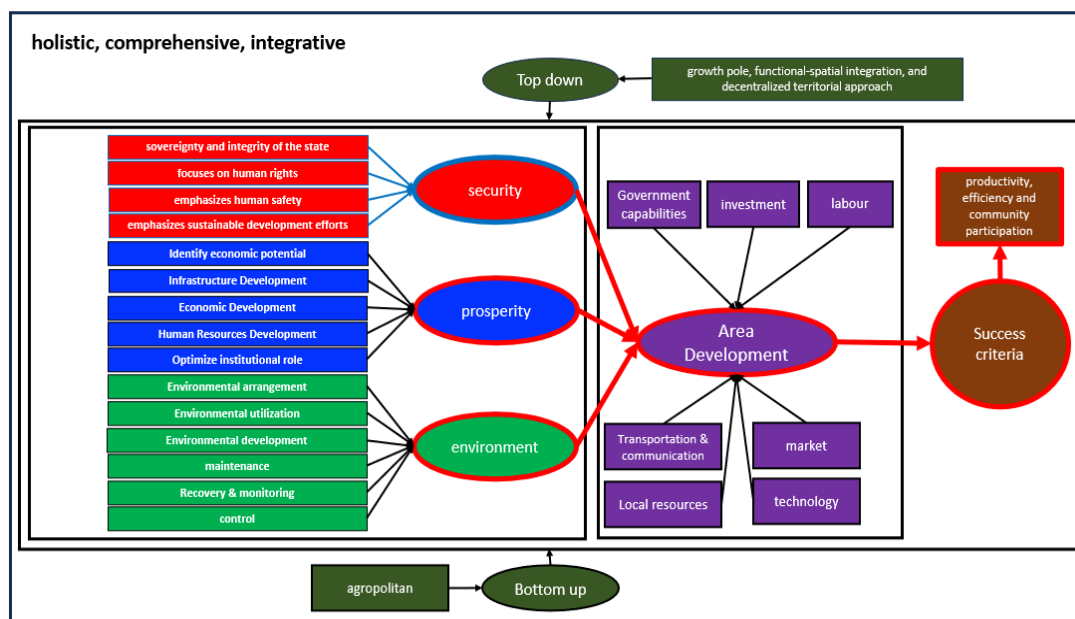 holistic, comprehensive, integrative
Top down
growth pole, functional-spatial integration, and
decentralized territorial approach
sovereignty and integrity of the state
focuses on human rights
emphasizes human safety
emphasizes sustainable development efforts
security
Identify economic potential
Infrastructure Development
Economic Development
Human Resources Development
Optimize institutional role
prosperity
Environmental arrangement
Environmental utilization
Environmental development
maintenance
Recovery & monitoring
control
environment
Government
capabilities
investment
labour
Area
Development
Transportation &
communication
market
Local resources
technology
productivity,
efficiency and
community
participation
Success
criteria
agropolitan
Bottom up